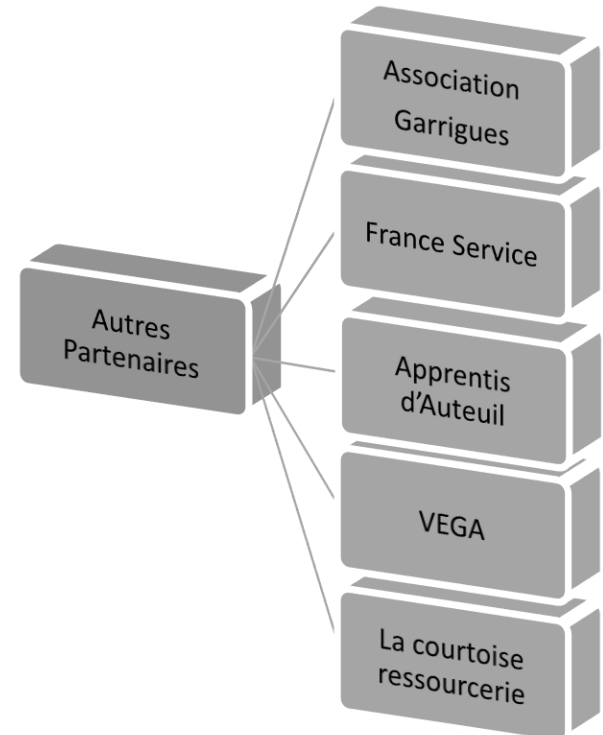 Autres
Partenaires
Association
Garrigues
France Service
Apprentis
d’Auteuil
VEGA
La courtoise
ressourcerie